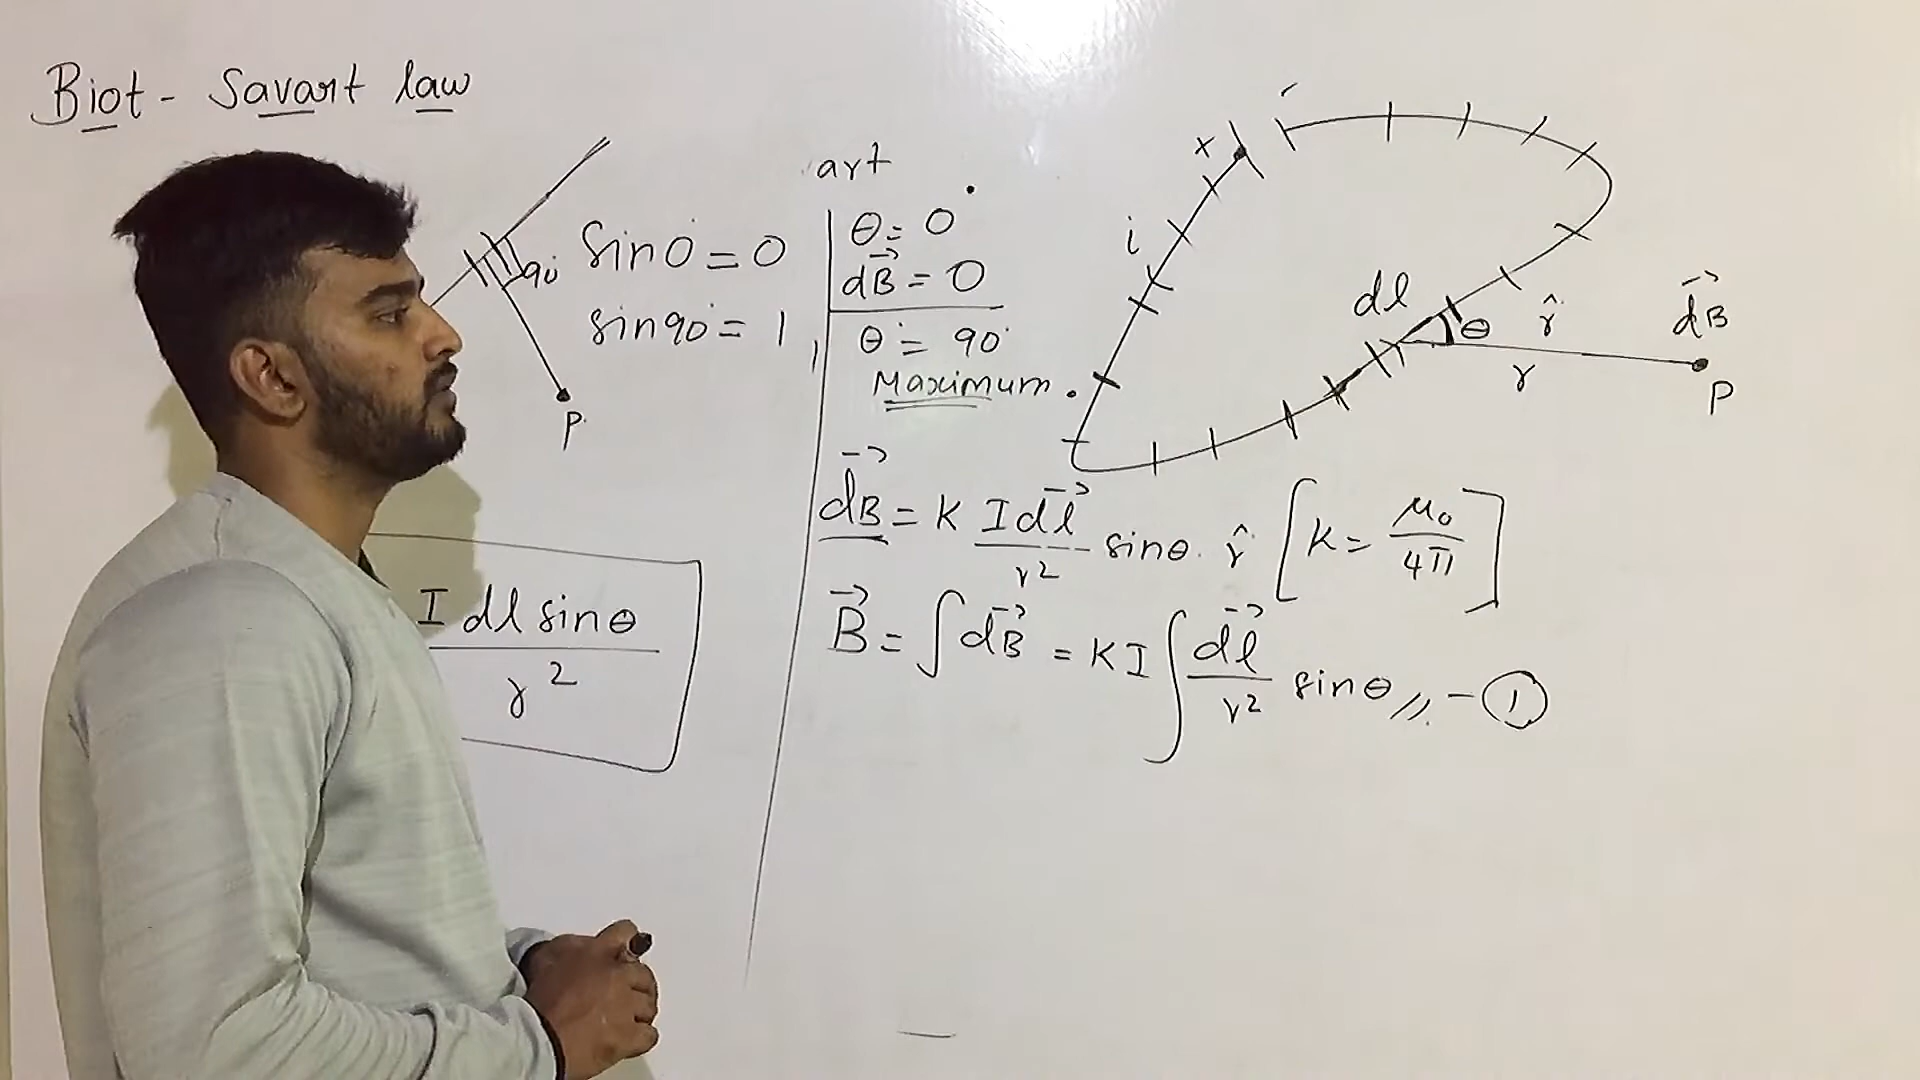 Biot - Savart law
90°
P
sin0° = 0
sin90° = 1,
art
θ = 0°
dB⃗ = 0
θ = 90°
Maximum.
x
i
dl
θ
r̂
r
dB⃗
P
dB⃗ = K I dl⃗ / r² sinθ. r̂ [K = μ₀/4π]
B⃗ = ∫ dB⃗ = KI ∫ dl⃗ / r² sinθ // - ①
I dl sinθ / r²